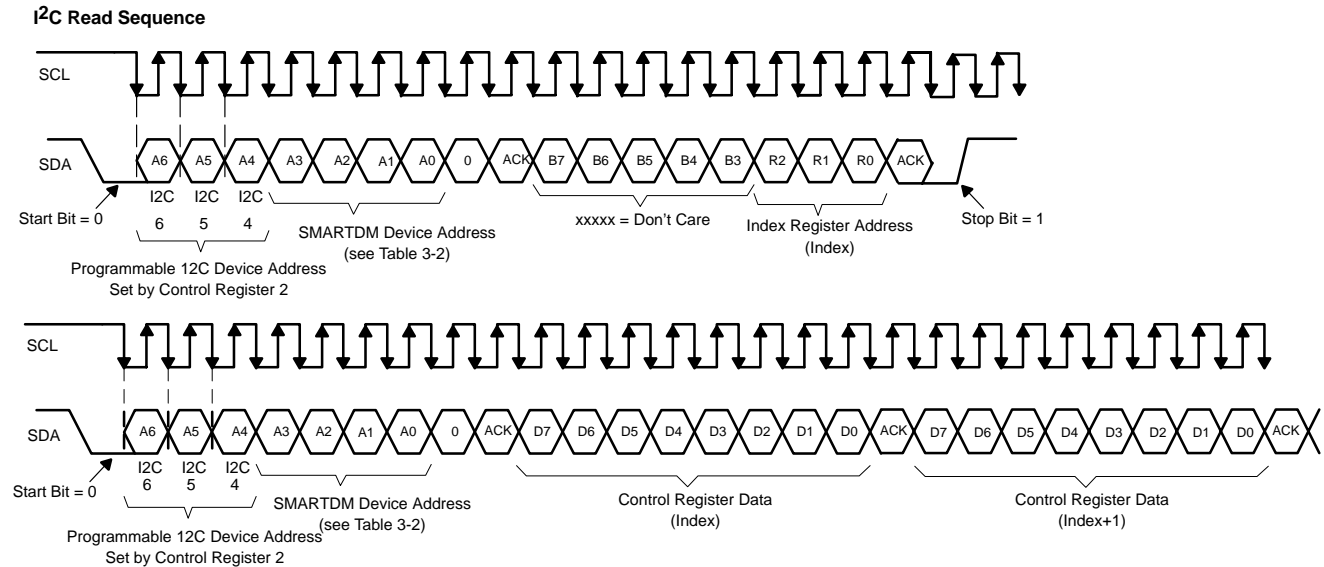 I2C Read Sequence
SCL
SDA A6 A5 A4 A3 A2 A1 A0 0 ACK B7 B6 B5 B4 B3 R2 R1 R0 ACK
Start Bit = 0
I2C I2C I2C
6 5 4
SMARTDM Device Address
(see Table 3-2)
xxxxx = Don't Care
Index Register Address
(Index)
Stop Bit = 1
Programmable 12C Device Address
Set by Control Register 2
SCL
SDA A6 A5 A4 A3 A2 A1 A0 0 ACK D7 D6 D5 D4 D3 D2 D1 D0 ACK D7 D6 D5 D4 D3 D2 D1 D0 ACK
Start Bit = 0
I2C I2C I2C
6 5 4
SMARTDM Device Address
(see Table 3-2)
Control Register Data
(Index)
Control Register Data
(Index+1)
Programmable 12C Device Address
Set by Control Register 2